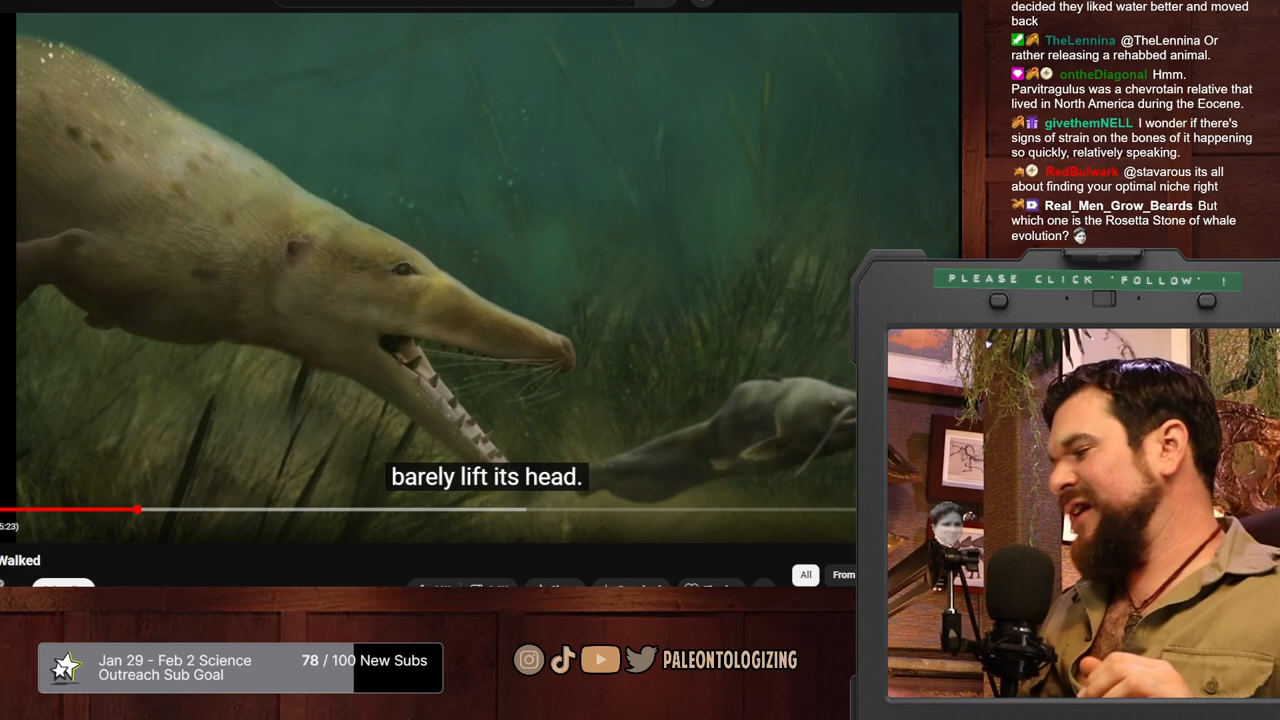 decided they liked water better and moved
back
TheLennina @TheLennina Or
rather releasing a rehabbed animal.
ontheDiagonal Hmm.
Parvitragulus was a chevrotain relative that
lived in North America during the Eocene.
givethemNELL I wonder if there's
signs of strain on the bones of it happening
so quickly, relatively speaking.
RedBulwark @stavarous its all
about finding your optimal niche right
Real_Men_Grow_Beards But
which one is the Rosetta Stone of whale
evolution?
PLEASE CLICK 'FOLLOW' !
barely lift its head.
5:23)
Walked
All From
Jan 29 - Feb 2 Science
Outreach Sub Goal
78 / 100 New Subs
PALEONTOLOGIZING